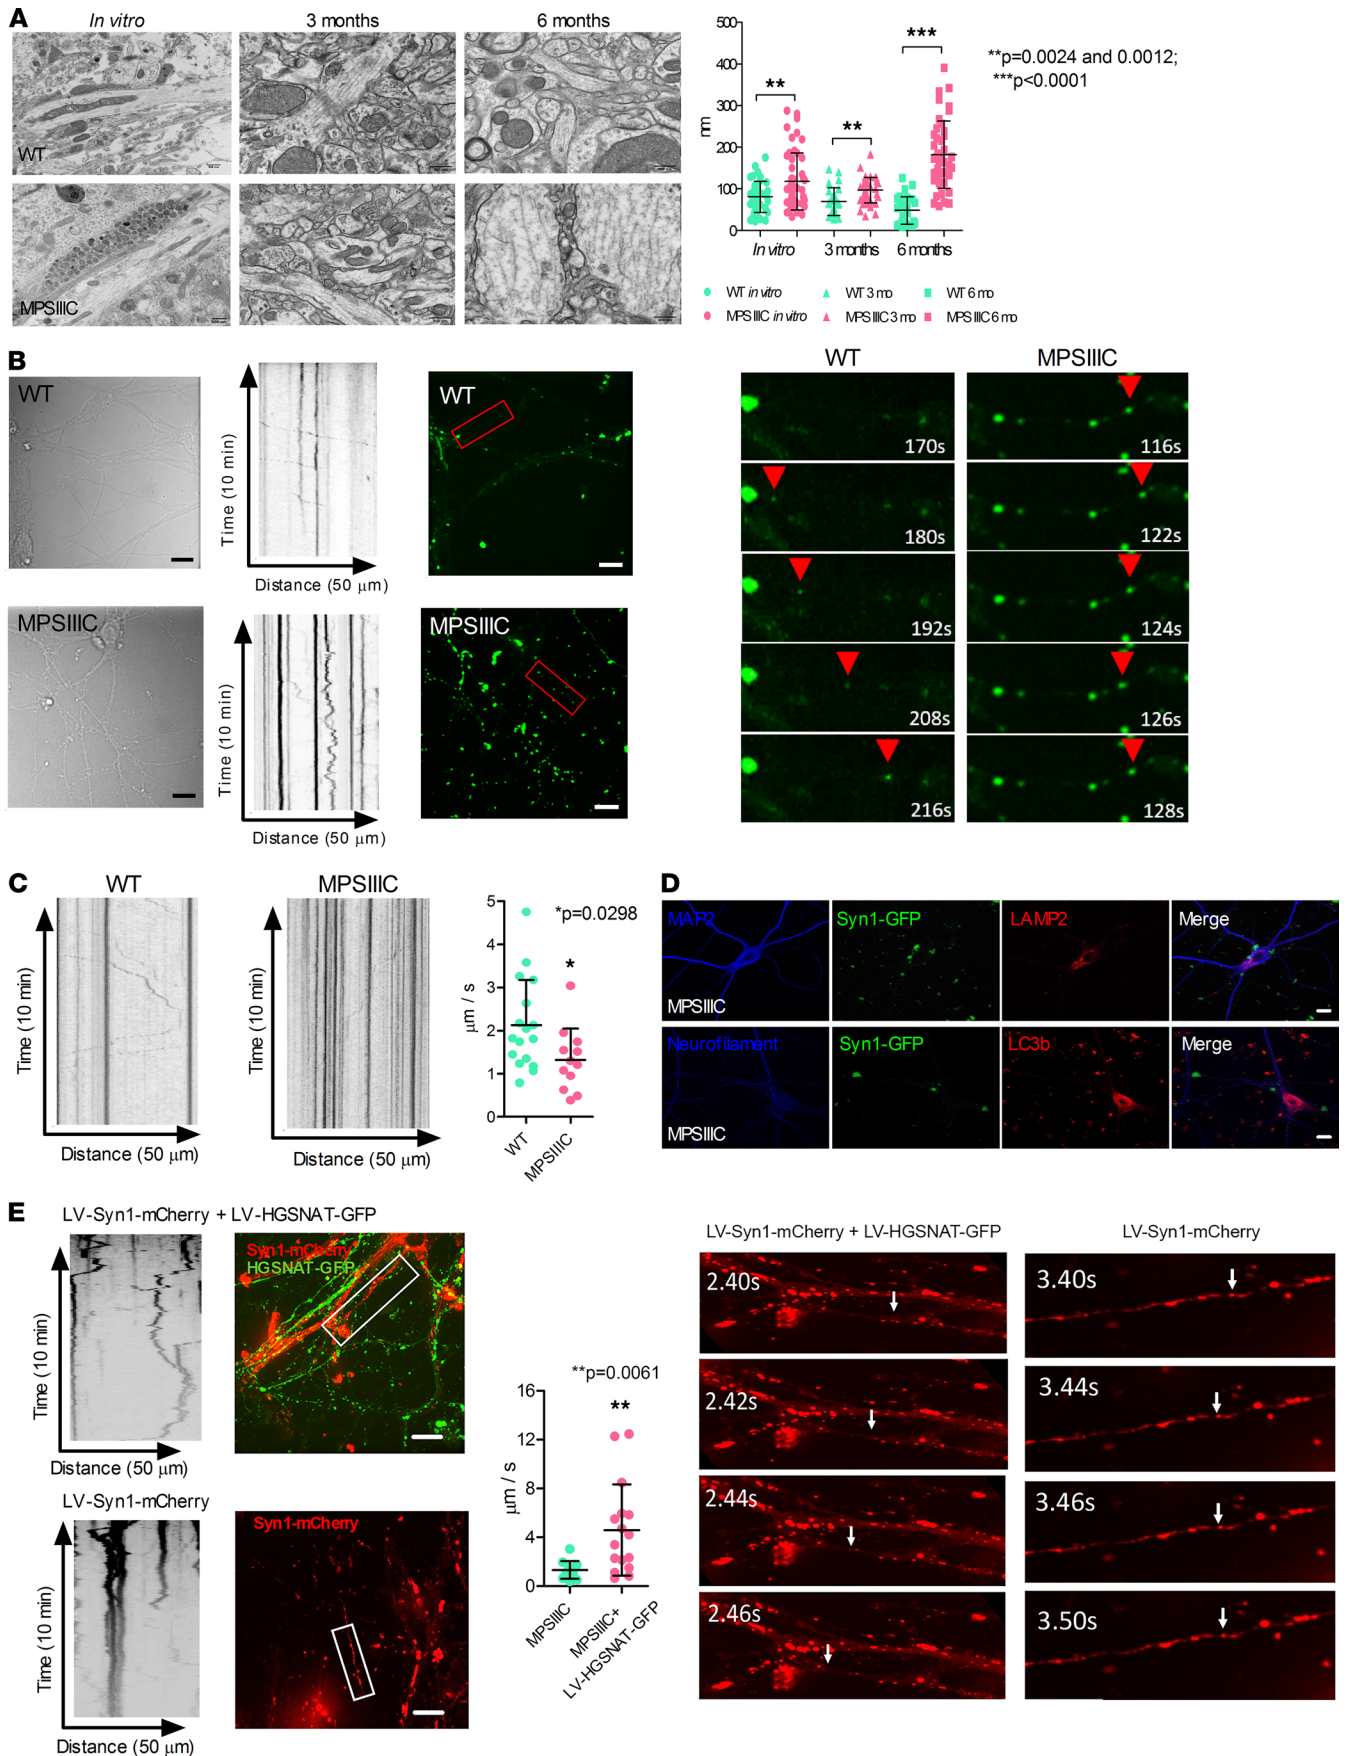 A
In vitro
3 months
6 months
WT
MPSIIIC
500
400
300
200
100
0
nm
**
**
***
In vitro
3 months
6 months
**p=0.0024 and 0.0012;
***p<0.0001
WT in vitro
WT 3 mo
WT 6 mo
MPSIIIC in vitro
MPSIIIC 3 mo
MPSIIIC 6 mo
B
WT
Time (10 min)
Distance (50 μm)
WT
MPSIIIC
Time (10 min)
Distance (50 μm)
MPSIIIC
WT
MPSIIIC
170s
116s
180s
122s
192s
124s
208s
126s
216s
128s
C
WT
MPSIIIC
Time (10 min)
Distance (50 μm)
Time (10 min)
Distance (50 μm)
*p=0.0298
*
5
4
3
2
1
0
μm / s
WT
MPSIIIC
D
MAP2
Syn1-GFP
LAMP2
Merge
MPSIIIC
Neurofilament
Syn1-GFP
LC3b
Merge
MPSIIIC
E
LV-Syn1-mCherry + LV-HGSNAT-GFP
Time (10 min)
Distance (50 μm)
Syn1-mCherry
HGSNAT-GFP
LV-Syn1-mCherry
Time (10 min)
Distance (50 μm)
Syn1-mCherry
**p=0.0061
**
16
12
8
4
0
μm / s
MPSIIIC
MPSIIIC+
LV-HGSNAT-GFP
LV-Syn1-mCherry + LV-HGSNAT-GFP
LV-Syn1-mCherry
2.40s
3.40s
2.42s
3.44s
2.44s
3.46s
2.46s
3.50s